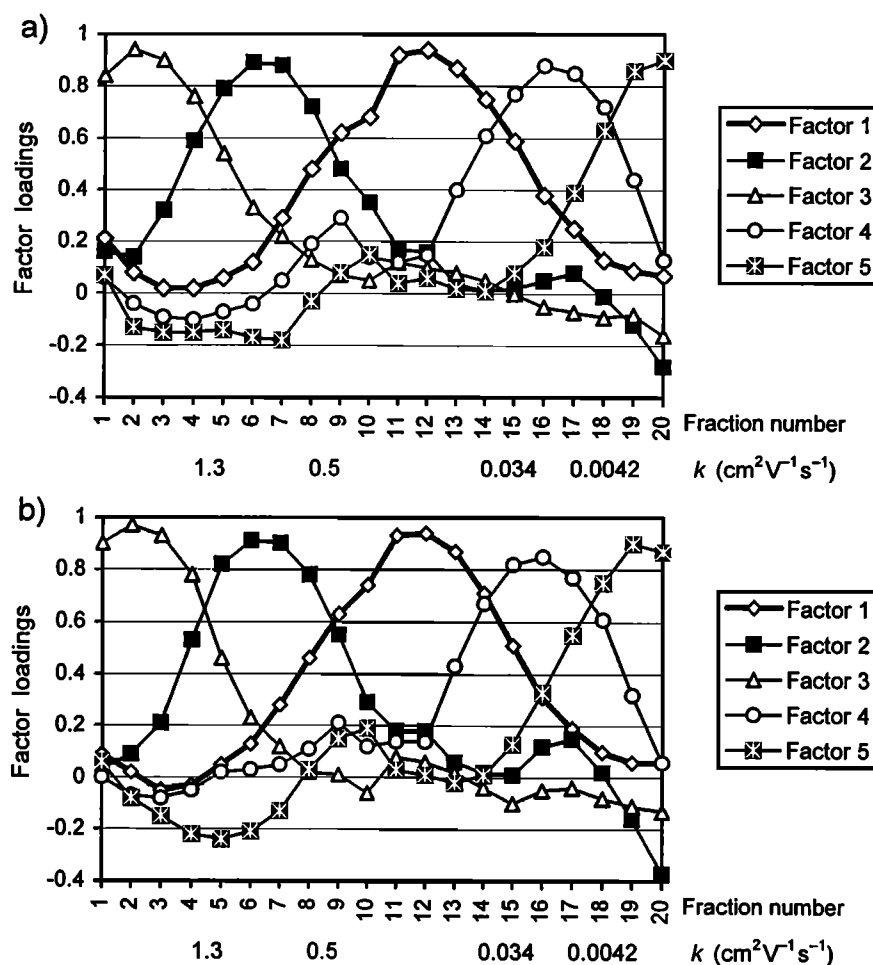 a)
1
0.8
0.6
0.4
0.2
0
-0.2
-0.4
Factor loadings
1 2 3 4 5 6 7 8 9 10 11 12 13 14 15 16 17 18 19 20 Fraction number
1.3 0.5 0.034 0.0042 k (cm²V⁻¹s⁻¹)
Factor 1
Factor 2
Factor 3
Factor 4
Factor 5
b)
1
0.8
0.6
0.4
0.2
0
-0.2
-0.4
Factor loadings
1 2 3 4 5 6 7 8 9 10 11 12 13 14 15 16 17 18 19 20 Fraction number
1.3 0.5 0.034 0.0042 k (cm²V⁻¹s⁻¹)
Factor 1
Factor 2
Factor 3
Factor 4
Factor 5